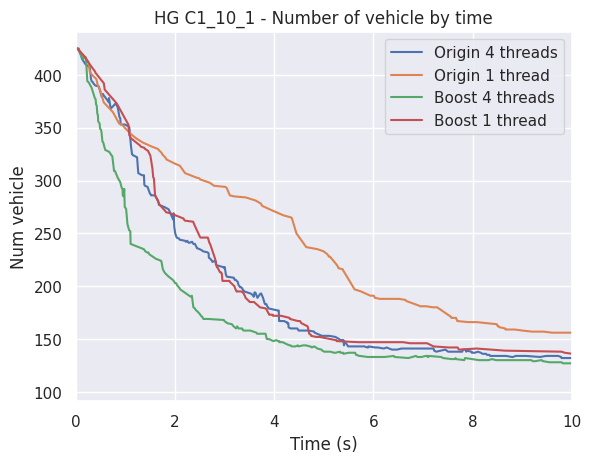 HG C1_10_1 - Number of vehicle by time
Origin 4 threads
Origin 1 thread
Boost 4 threads
Boost 1 thread
Num vehicle
400
350
300
250
200
150
100
0
2
4
6
8
10
Time (s)